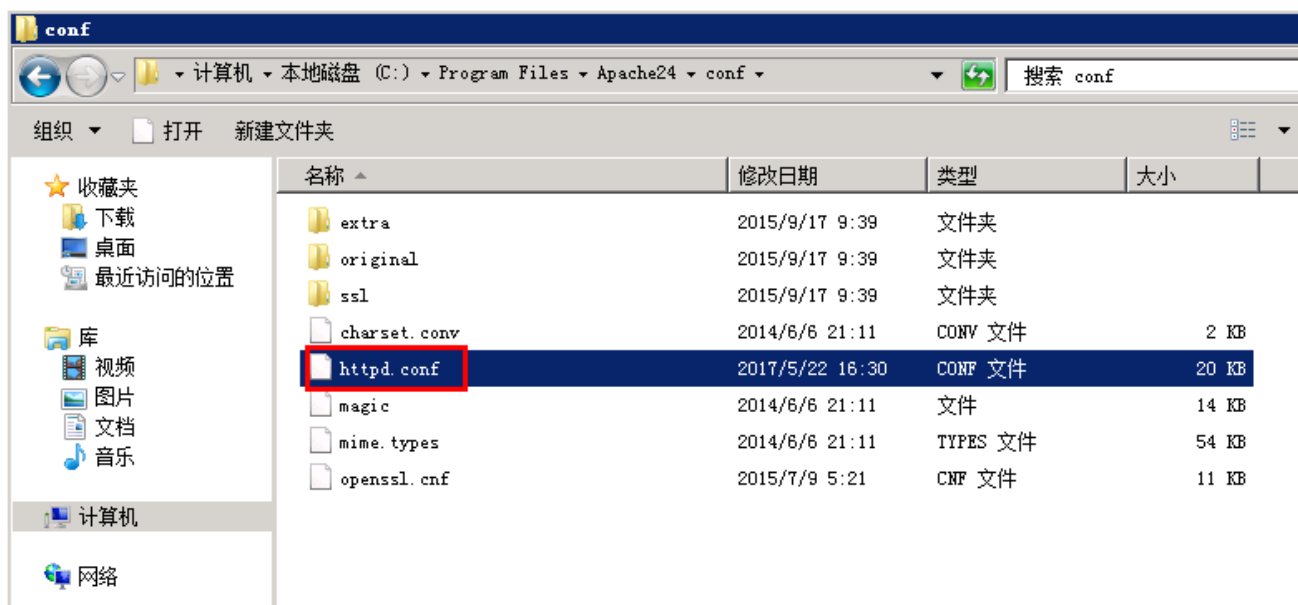 conf
计算机 本地磁盘 (C:) Program Files Apache24 conf 搜索 conf
组织 打开 新建文件夹
名称 修改日期 类型 大小
收藏夹
下载
桌面
最近访问的位置
库
视频
图片
文档
音乐
计算机
网络
extra 2015/9/17 9:39 文件夹
original 2015/9/17 9:39 文件夹
ssl 2015/9/17 9:39 文件夹
charset.conv 2014/6/6 21:11 CONV 文件 2 KB
httpd.conf 2017/5/22 16:30 CONF 文件 20 KB
magic 2014/6/6 21:11 文件 14 KB
mime.types 2014/6/6 21:11 TYPES 文件 54 KB
openssl.cnf 2015/7/9 5:21 CNF 文件 11 KB